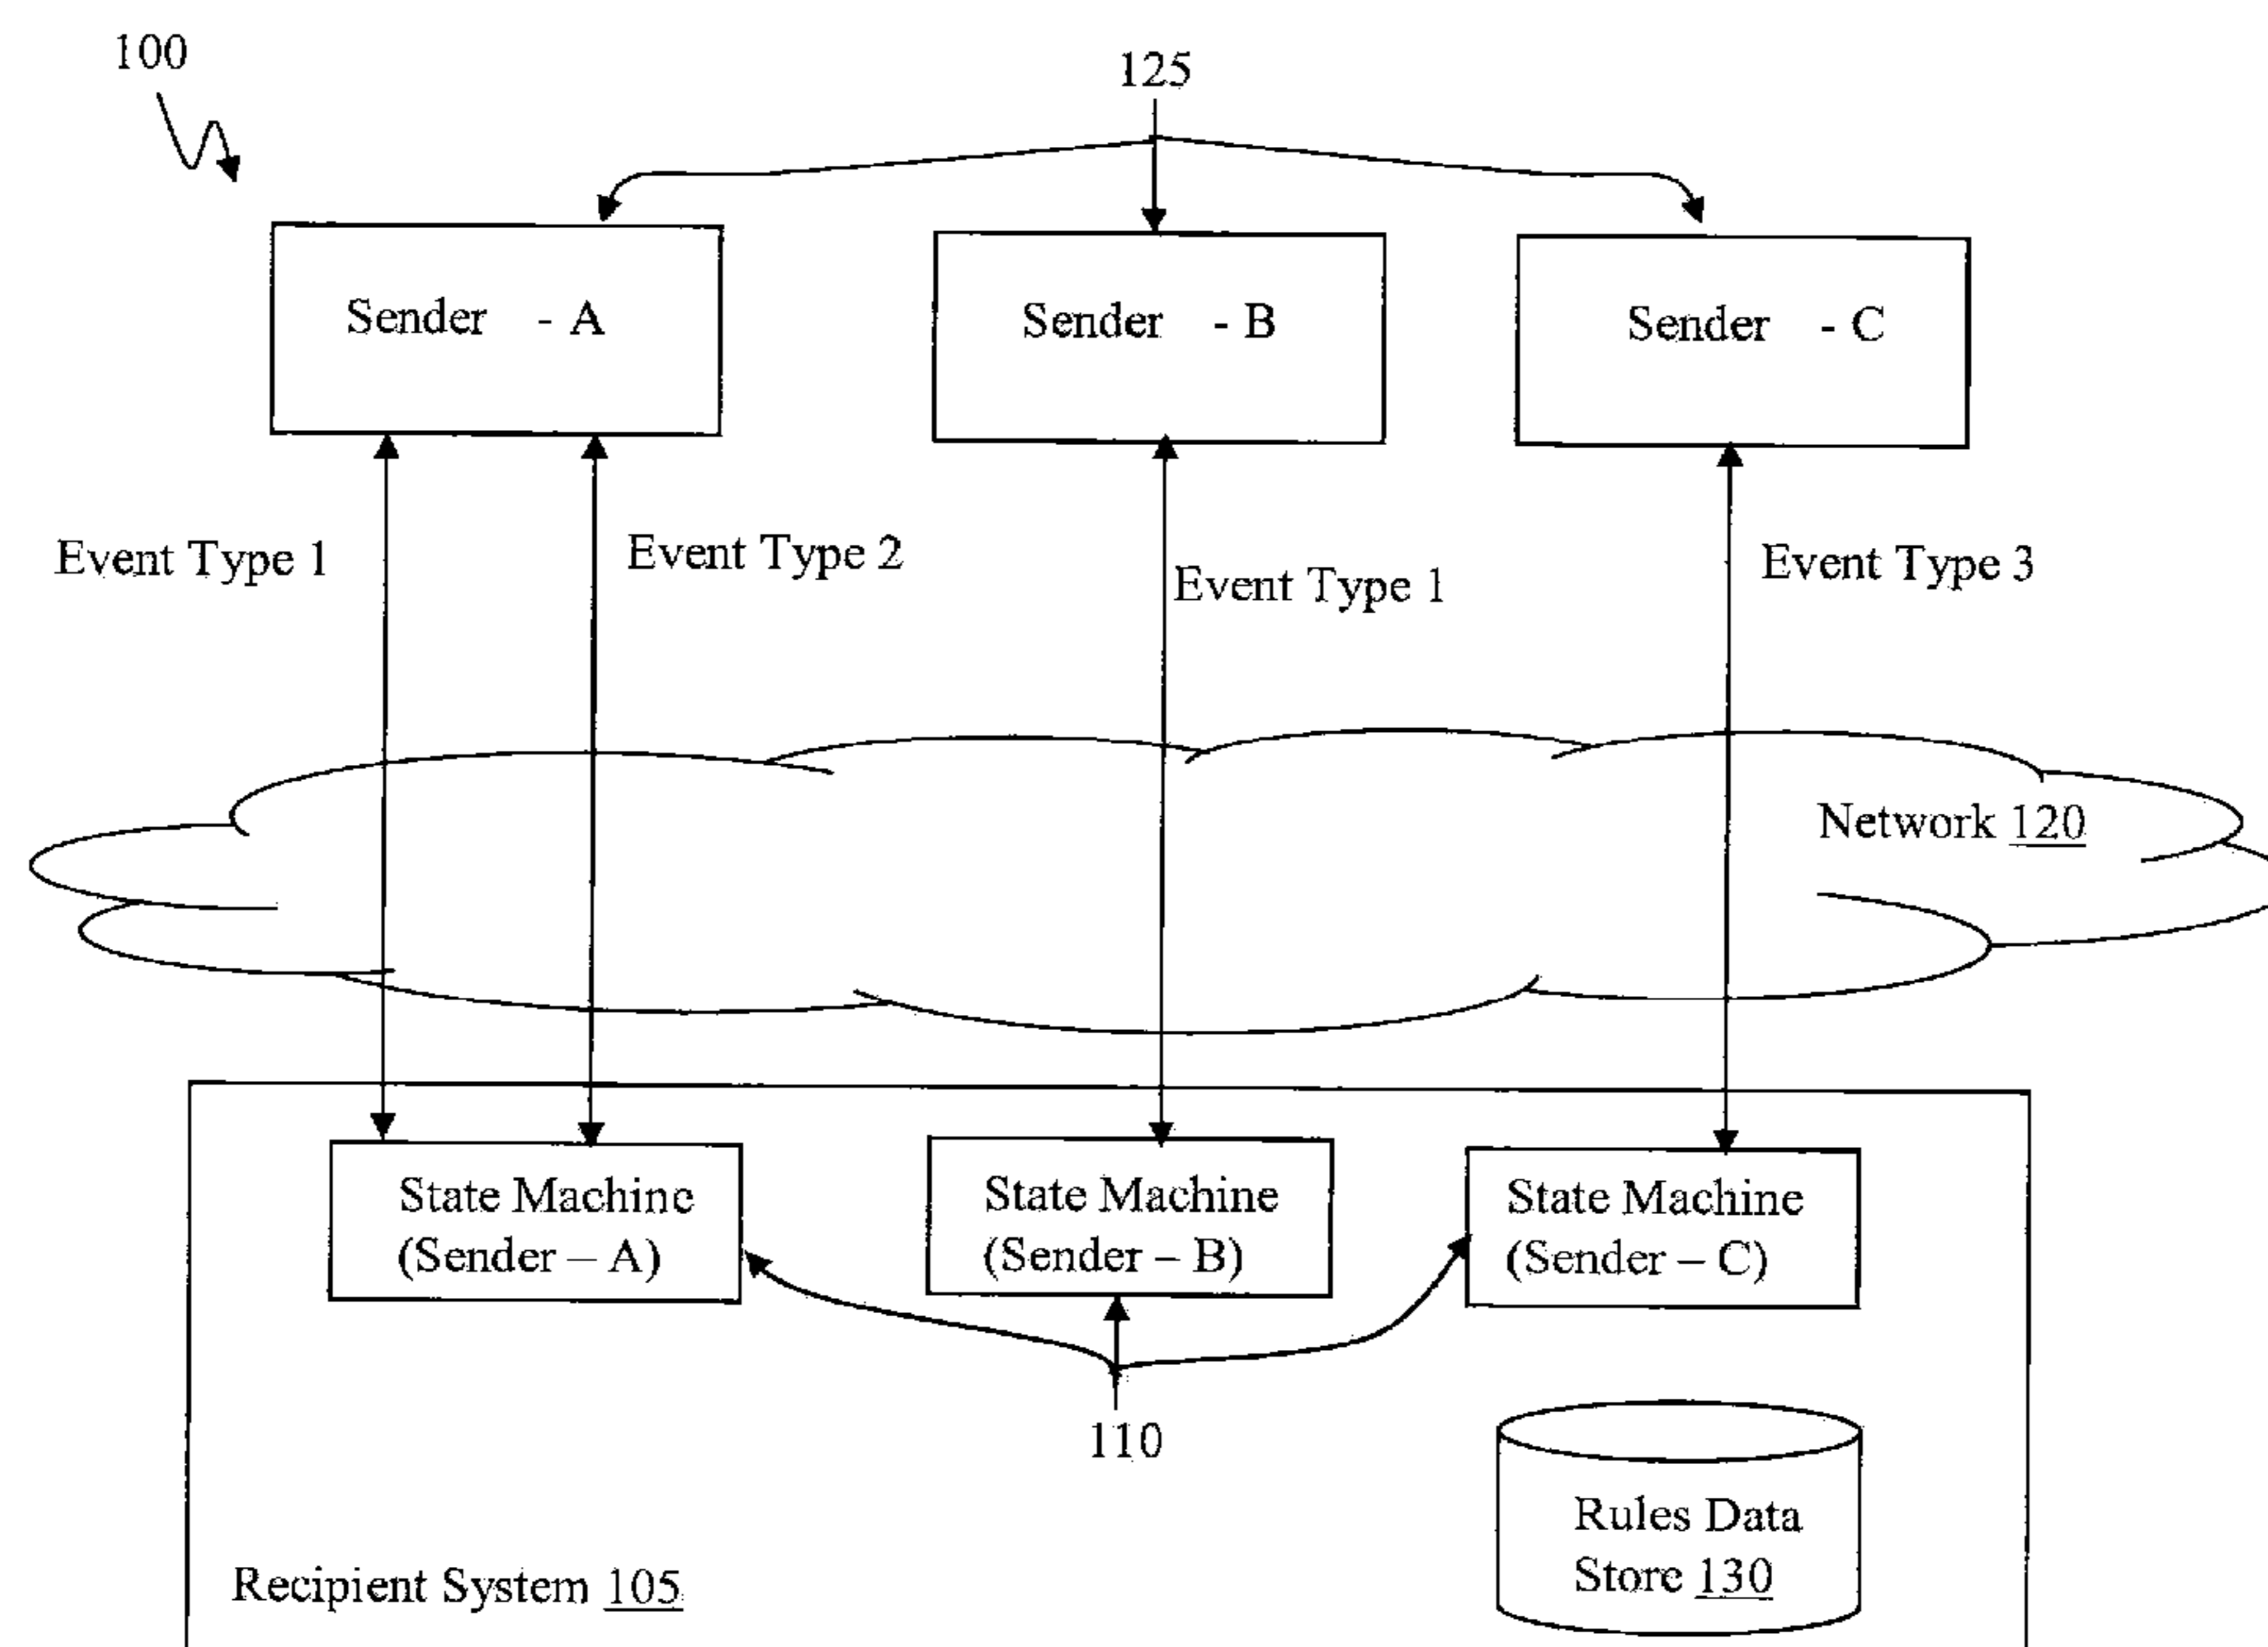 100
125
Sender - A
Sender - B
Sender - C
Event Type 1
Event Type 2
Event Type 1
Event Type 3
Network 120
State Machine
(Sender – A)
State Machine
(Sender – B)
State Machine
(Sender – C)
110
Rules Data
Store 130
Recipient System 105